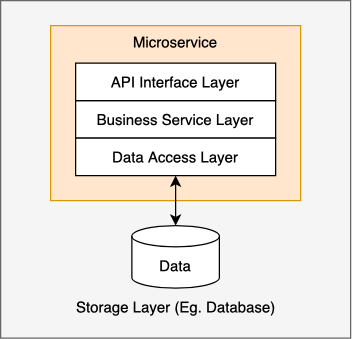 Microservice
API Interface Layer
Business Service Layer
Data Access Layer
Data
Storage Layer (Eg. Database)